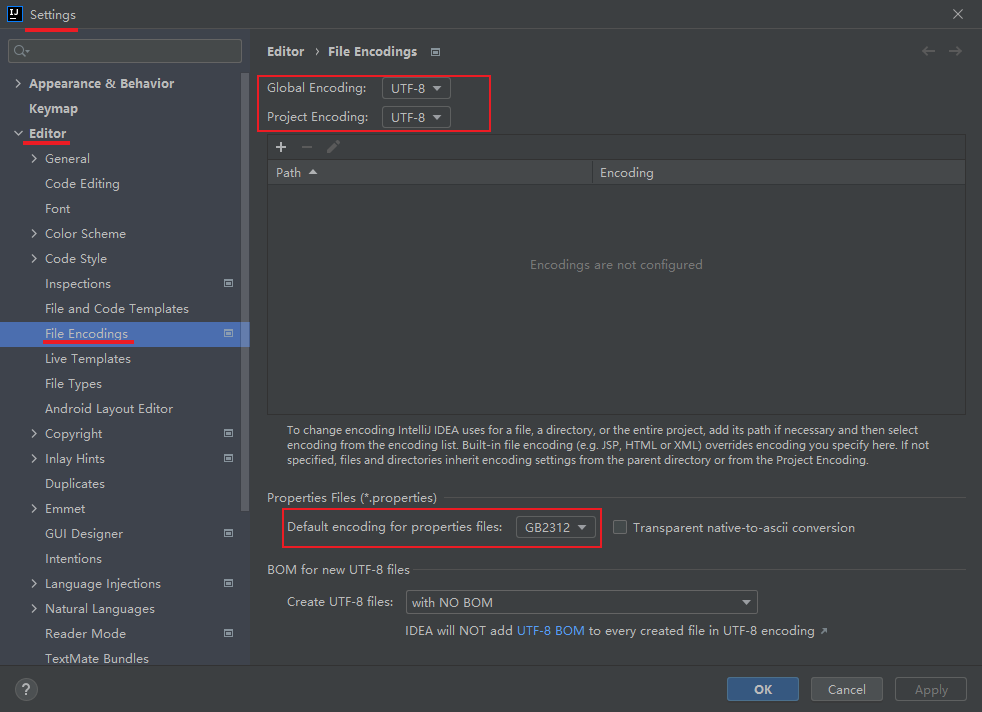 Settings
Appearance & Behavior
Keymap
Editor
General
Code Editing
Font
Color Scheme
Code Style
Inspections
File and Code Templates
File Encodings
Live Templates
File Types
Android Layout Editor
Copyright
Inlay Hints
Duplicates
Emmet
GUI Designer
Intentions
Language Injections
Natural Languages
Reader Mode
TextMate Bundles
Editor › File Encodings
Global Encoding: UTF-8
Project Encoding: UTF-8
Path Encoding
Encodings are not configured
To change encoding IntelliJ IDEA uses for a file, a directory, or the entire project, add its path if necessary and then select
encoding from the encoding list. Built-in file encoding (e.g. JSP, HTML or XML) overrides encoding you specify here. If not
specified, files and directories inherit encoding settings from the parent directory or from the Project Encoding.
Properties Files (*.properties)
Default encoding for properties files: GB2312 Transparent native-to-ascii conversion
BOM for new UTF-8 files
Create UTF-8 files: with NO BOM
IDEA will NOT add UTF-8 BOM to every created file in UTF-8 encoding ↗
? OK Cancel Apply